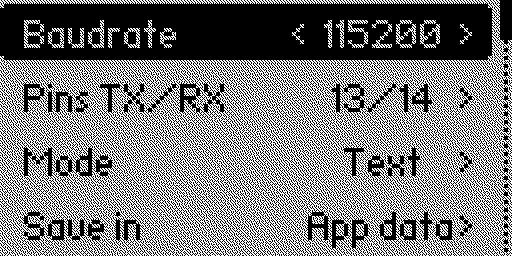 Baudrate < 115200 >
Pins TX/RX 13/14 >
Mode Text >
Save in App data>